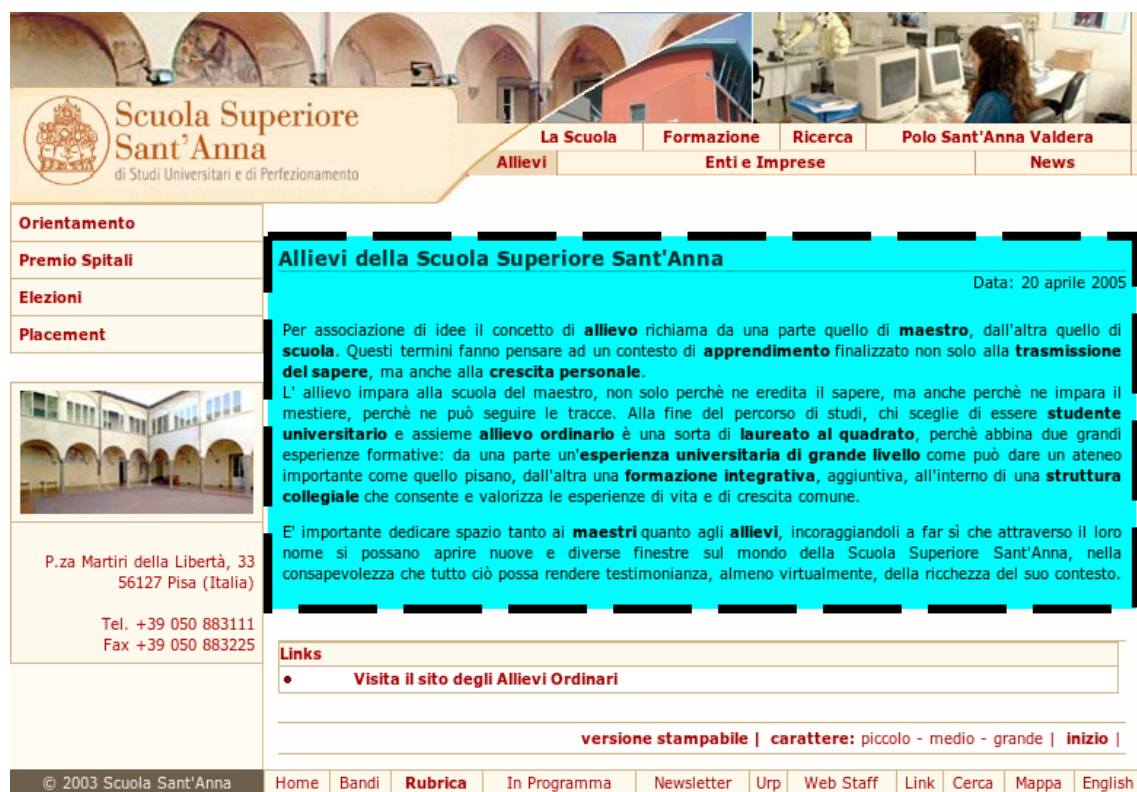 Scuola Superiore
Sant'Anna
di Studi Universitari e di Perfezionamento
La Scuola Formazione Ricerca Polo Sant'Anna Valdera
Allievi Enti e Imprese News
Orientamento
Premio Spitali
Elezioni
Placement
P.za Martiri della Libertà, 33
56127 Pisa (Italia)
Tel. +39 050 883111
Fax +39 050 883225
Allievi della Scuola Superiore Sant'Anna
Data: 20 aprile 2005
Per associazione di idee il concetto di allievo richiama da una parte quello di maestro, dall'altra quello di
scuola. Questi termini fanno pensare ad un contesto di apprendimento finalizzato non solo alla trasmissione
del sapere, ma anche alla crescita personale.
L' allievo impara alla scuola del maestro, non solo perchè ne eredita il sapere, ma anche perchè ne impara il
mestiere, perchè ne può seguire le tracce. Alla fine del percorso di studi, chi sceglie di essere studente
universitario e assieme allievo ordinario è una sorta di laureato al quadrato, perchè abbina due grandi
esperienze formative: da una parte un'esperienza universitaria di grande livello come può dare un ateneo
importante come quello pisano, dall'altra una formazione integrativa, aggiuntiva, all'interno di una struttura
collegiale che consente e valorizza le esperienze di vita e di crescita comune.
E' importante dedicare spazio tanto ai maestri quanto agli allievi, incoraggiandoli a far sì che attraverso il loro
nome si possano aprire nuove e diverse finestre sul mondo della Scuola Superiore Sant'Anna, nella
consapevolezza che tutto ciò possa rendere testimonianza, almeno virtualmente, della ricchezza del suo contesto.
Links
• Visita il sito degli Allievi Ordinari
versione stampabile | carattere: piccolo - medio - grande | inizio |
© 2003 Scuola Sant'Anna Home Bandi Rubrica In Programma Newsletter Urp Web Staff Link Cerca Mappa English